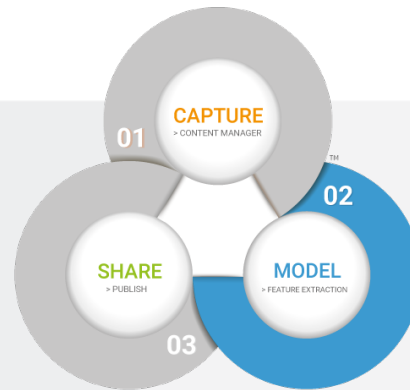 CAPTURE
> CONTENT MANAGER
01
TM
02
SHARE
> PUBLISH
MODEL
> FEATURE EXTRACTION
03